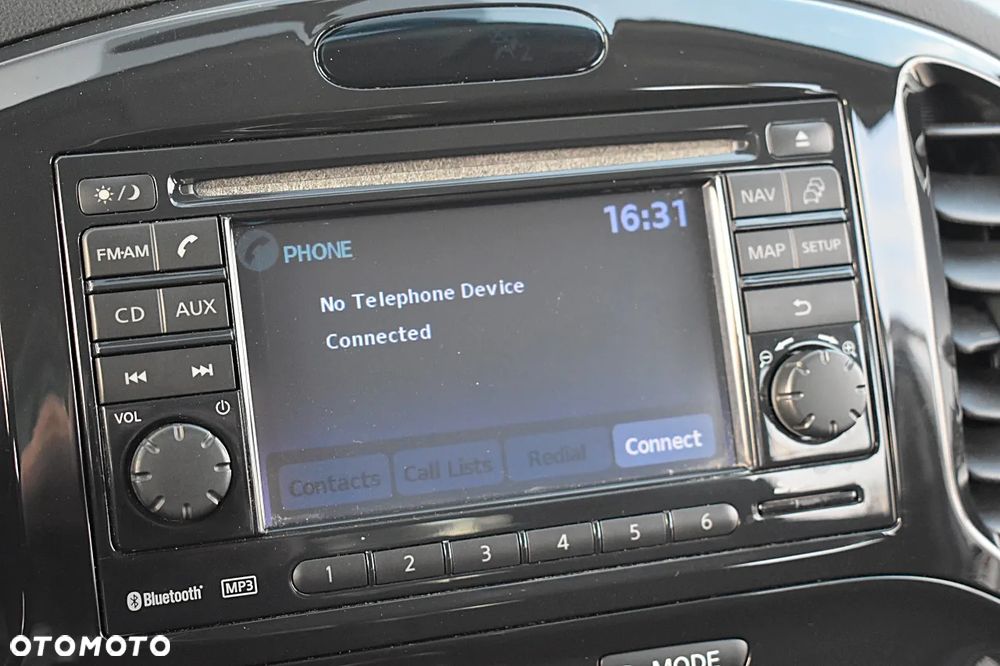 16:31
PHONE
No Telephone Device
Connected
Contacts Call Lists Redial Connect
FM·AM
CD AUX
VOL
NAV
MAP SETUP
1 2 3 4 5 6
Bluetooth MP3
MODE
OTOMOTO